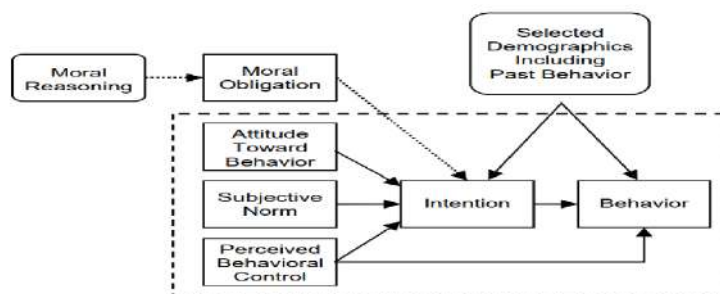 Selected
Demographics
Including
Past Behavior
Moral
Reasoning
Moral
Obligation
Attitude
Toward
Behavior
Subjective
Norm
Intention
Behavior
Perceived
Behavioral
Control